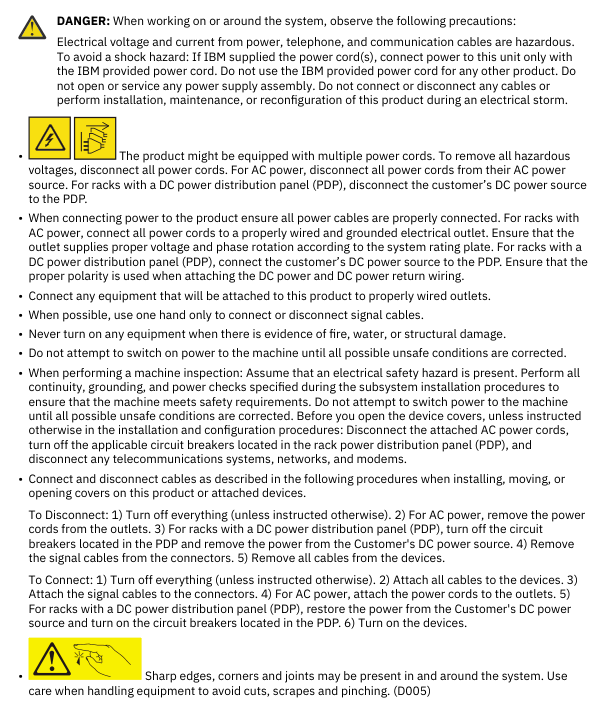 DANGER: When working on or around the system, observe the following precautions:
Electrical voltage and current from power, telephone, and communication cables are hazardous.
To avoid a shock hazard: If IBM supplied the power cord(s), connect power to this unit only with
the IBM provided power cord. Do not use the IBM provided power cord for any other product. Do
not open or service any power supply assembly. Do not connect or disconnect any cables or
perform installation, maintenance, or reconfiguration of this product during an electrical storm.
• The product might be equipped with multiple power cords. To remove all hazardous
voltages, disconnect all power cords. For AC power, disconnect all power cords from their AC power
source. For racks with a DC power distribution panel (PDP), disconnect the customer’s DC power source
to the PDP.
• When connecting power to the product ensure all power cables are properly connected. For racks with
AC power, connect all power cords to a properly wired and grounded electrical outlet. Ensure that the
outlet supplies proper voltage and phase rotation according to the system rating plate. For racks with a
DC power distribution panel (PDP), connect the customer’s DC power source to the PDP. Ensure that the
proper polarity is used when attaching the DC power and DC power return wiring.
• Connect any equipment that will be attached to this product to properly wired outlets.
• When possible, use one hand only to connect or disconnect signal cables.
• Never turn on any equipment when there is evidence of fire, water, or structural damage.
• Do not attempt to switch on power to the machine until all possible unsafe conditions are corrected.
• When performing a machine inspection: Assume that an electrical safety hazard is present. Perform all
continuity, grounding, and power checks specified during the subsystem installation procedures to
ensure that the machine meets safety requirements. Do not attempt to switch power to the machine
until all possible unsafe conditions are corrected. Before you open the device covers, unless instructed
otherwise in the installation and configuration procedures: Disconnect the attached AC power cords,
turn off the applicable circuit breakers located in the rack power distribution panel (PDP), and
disconnect any telecommunications systems, networks, and modems.
• Connect and disconnect cables as described in the following procedures when installing, moving, or
opening covers on this product or attached devices.
To Disconnect: 1) Turn off everything (unless instructed otherwise). 2) For AC power, remove the power
cords from the outlets. 3) For racks with a DC power distribution panel (PDP), turn off the circuit
breakers located in the PDP and remove the power from the Customer's DC power source. 4) Remove
the signal cables from the connectors. 5) Remove all cables from the devices.
To Connect: 1) Turn off everything (unless instructed otherwise). 2) Attach all cables to the devices. 3)
Attach the signal cables to the connectors. 4) For AC power, attach the power cords to the outlets. 5)
For racks with a DC power distribution panel (PDP), restore the power from the Customer's DC power
source and turn on the circuit breakers located in the PDP. 6) Turn on the devices.
• Sharp edges, corners and joints may be present in and around the system. Use
care when handling equipment to avoid cuts, scrapes and pinching. (D005)